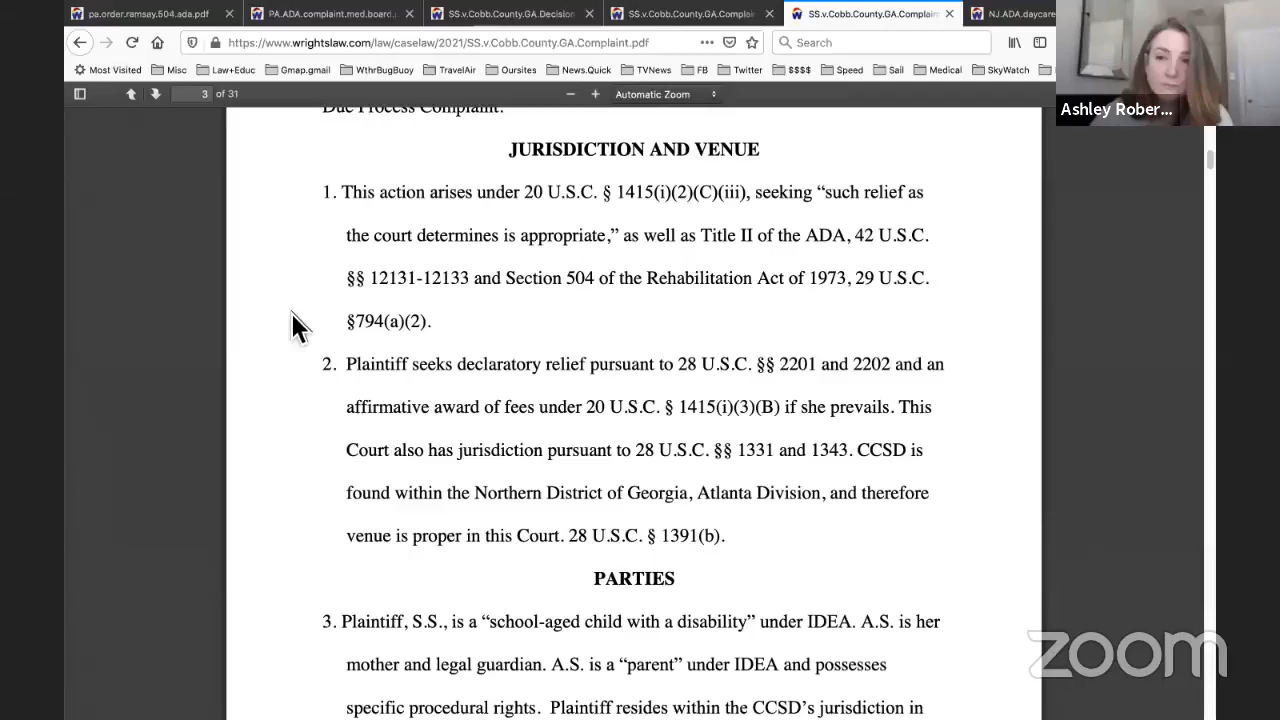 pa.order.ramsay.504.ada.pdf
PA.ADA.complaint.med.board.
SS.v.Cobb.County.GA.Decision
SS.v.Cobb.County.GA.Complain
SS.v.Cobb.County.GA.Complaint
NJ.ADA.daycare
https://www.wrightslaw.com/law/caselaw/2021/SS.v.Cobb.County.GA.Complaint.pdf
Search
Most Visited Misc Law+Educ Gmap.gmail WthrBugBuoy TravelAir Oursites News.Quick TVNews FB Twitter $$$$ Speed Sail Medical SkyWatch
3 of 31
Automatic Zoom
Ashley Rober...
Due Process Complaint.
JURISDICTION AND VENUE
1. This action arises under 20 U.S.C. § 1415(i)(2)(C)(iii), seeking “such relief as
the court determines is appropriate,” as well as Title II of the ADA, 42 U.S.C.
§§ 12131-12133 and Section 504 of the Rehabilitation Act of 1973, 29 U.S.C.
§794(a)(2).
2. Plaintiff seeks declaratory relief pursuant to 28 U.S.C. §§ 2201 and 2202 and an
affirmative award of fees under 20 U.S.C. § 1415(i)(3)(B) if she prevails. This
Court also has jurisdiction pursuant to 28 U.S.C. §§ 1331 and 1343. CCSD is
found within the Northern District of Georgia, Atlanta Division, and therefore
venue is proper in this Court. 28 U.S.C. § 1391(b).
PARTIES
3. Plaintiff, S.S., is a “school-aged child with a disability” under IDEA. A.S. is her
mother and legal guardian. A.S. is a “parent” under IDEA and possesses
specific procedural rights. Plaintiff resides within the CCSD’s jurisdiction in
zoom